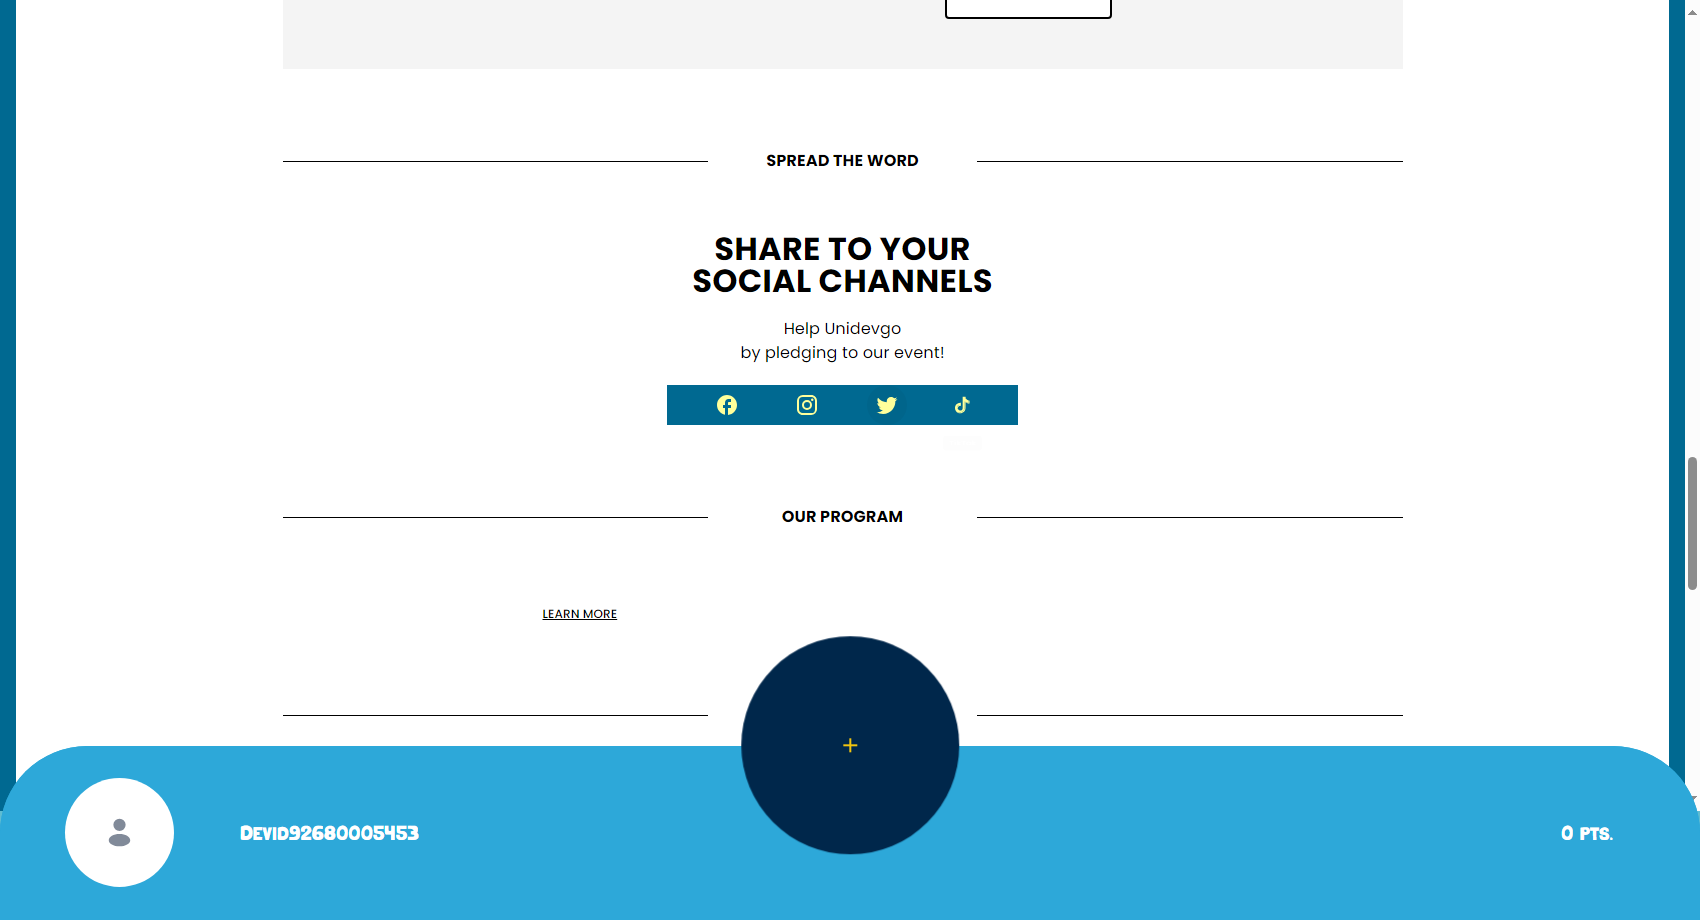 SPREAD THE WORD
SHARE TO YOUR
SOCIAL CHANNELS
Help Unidevgo
by pledging to our event!
OUR PROGRAM
LEARN MORE
+
Devid92680005453
0 pts.